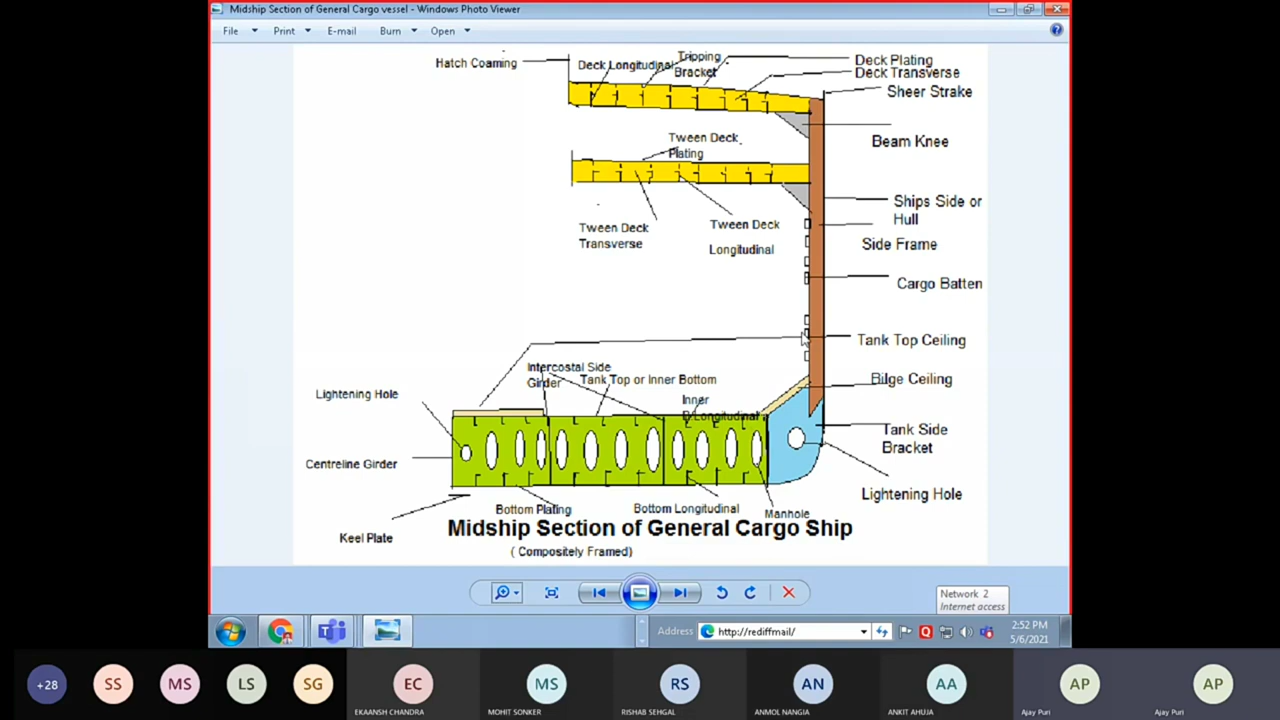 Midship Section of General Cargo vessel - Windows Photo Viewer
File Print E-mail Burn Open
Hatch Coaming
Deck Longitudinal
Tripping
Bracket
Deck Plating
Deck Transverse
Sheer Strake
Beam Knee
Tween Deck
Plating
Ships Side or
Hull
Tween Deck
Transverse
Tween Deck
Longitudinal
Side Frame
Cargo Batten
Tank Top Ceiling
Intercostal Side
Girder
Tank Top or Inner Bottom
Bilge Ceiling
Lightening Hole
Inner
B Longitudinal
Tank Side
Bracket
Centreline Girder
Lightening Hole
Bottom Plating
Bottom Longitudinal
Manhole
Keel Plate
Midship Section of General Cargo Ship
( Compositely Framed)
Network 2
Internet access
Address http://rediffmail/
2:52 PM
5/6/2021
+28 SS MS LS SG EC MS RS AN AA AP AP
EKAANSH CHANDRA MOHIT SONKER RISHAB SEHGAL ANMOL NANGIA ANKIT AHUJA Ajay Puri Ajay Puri